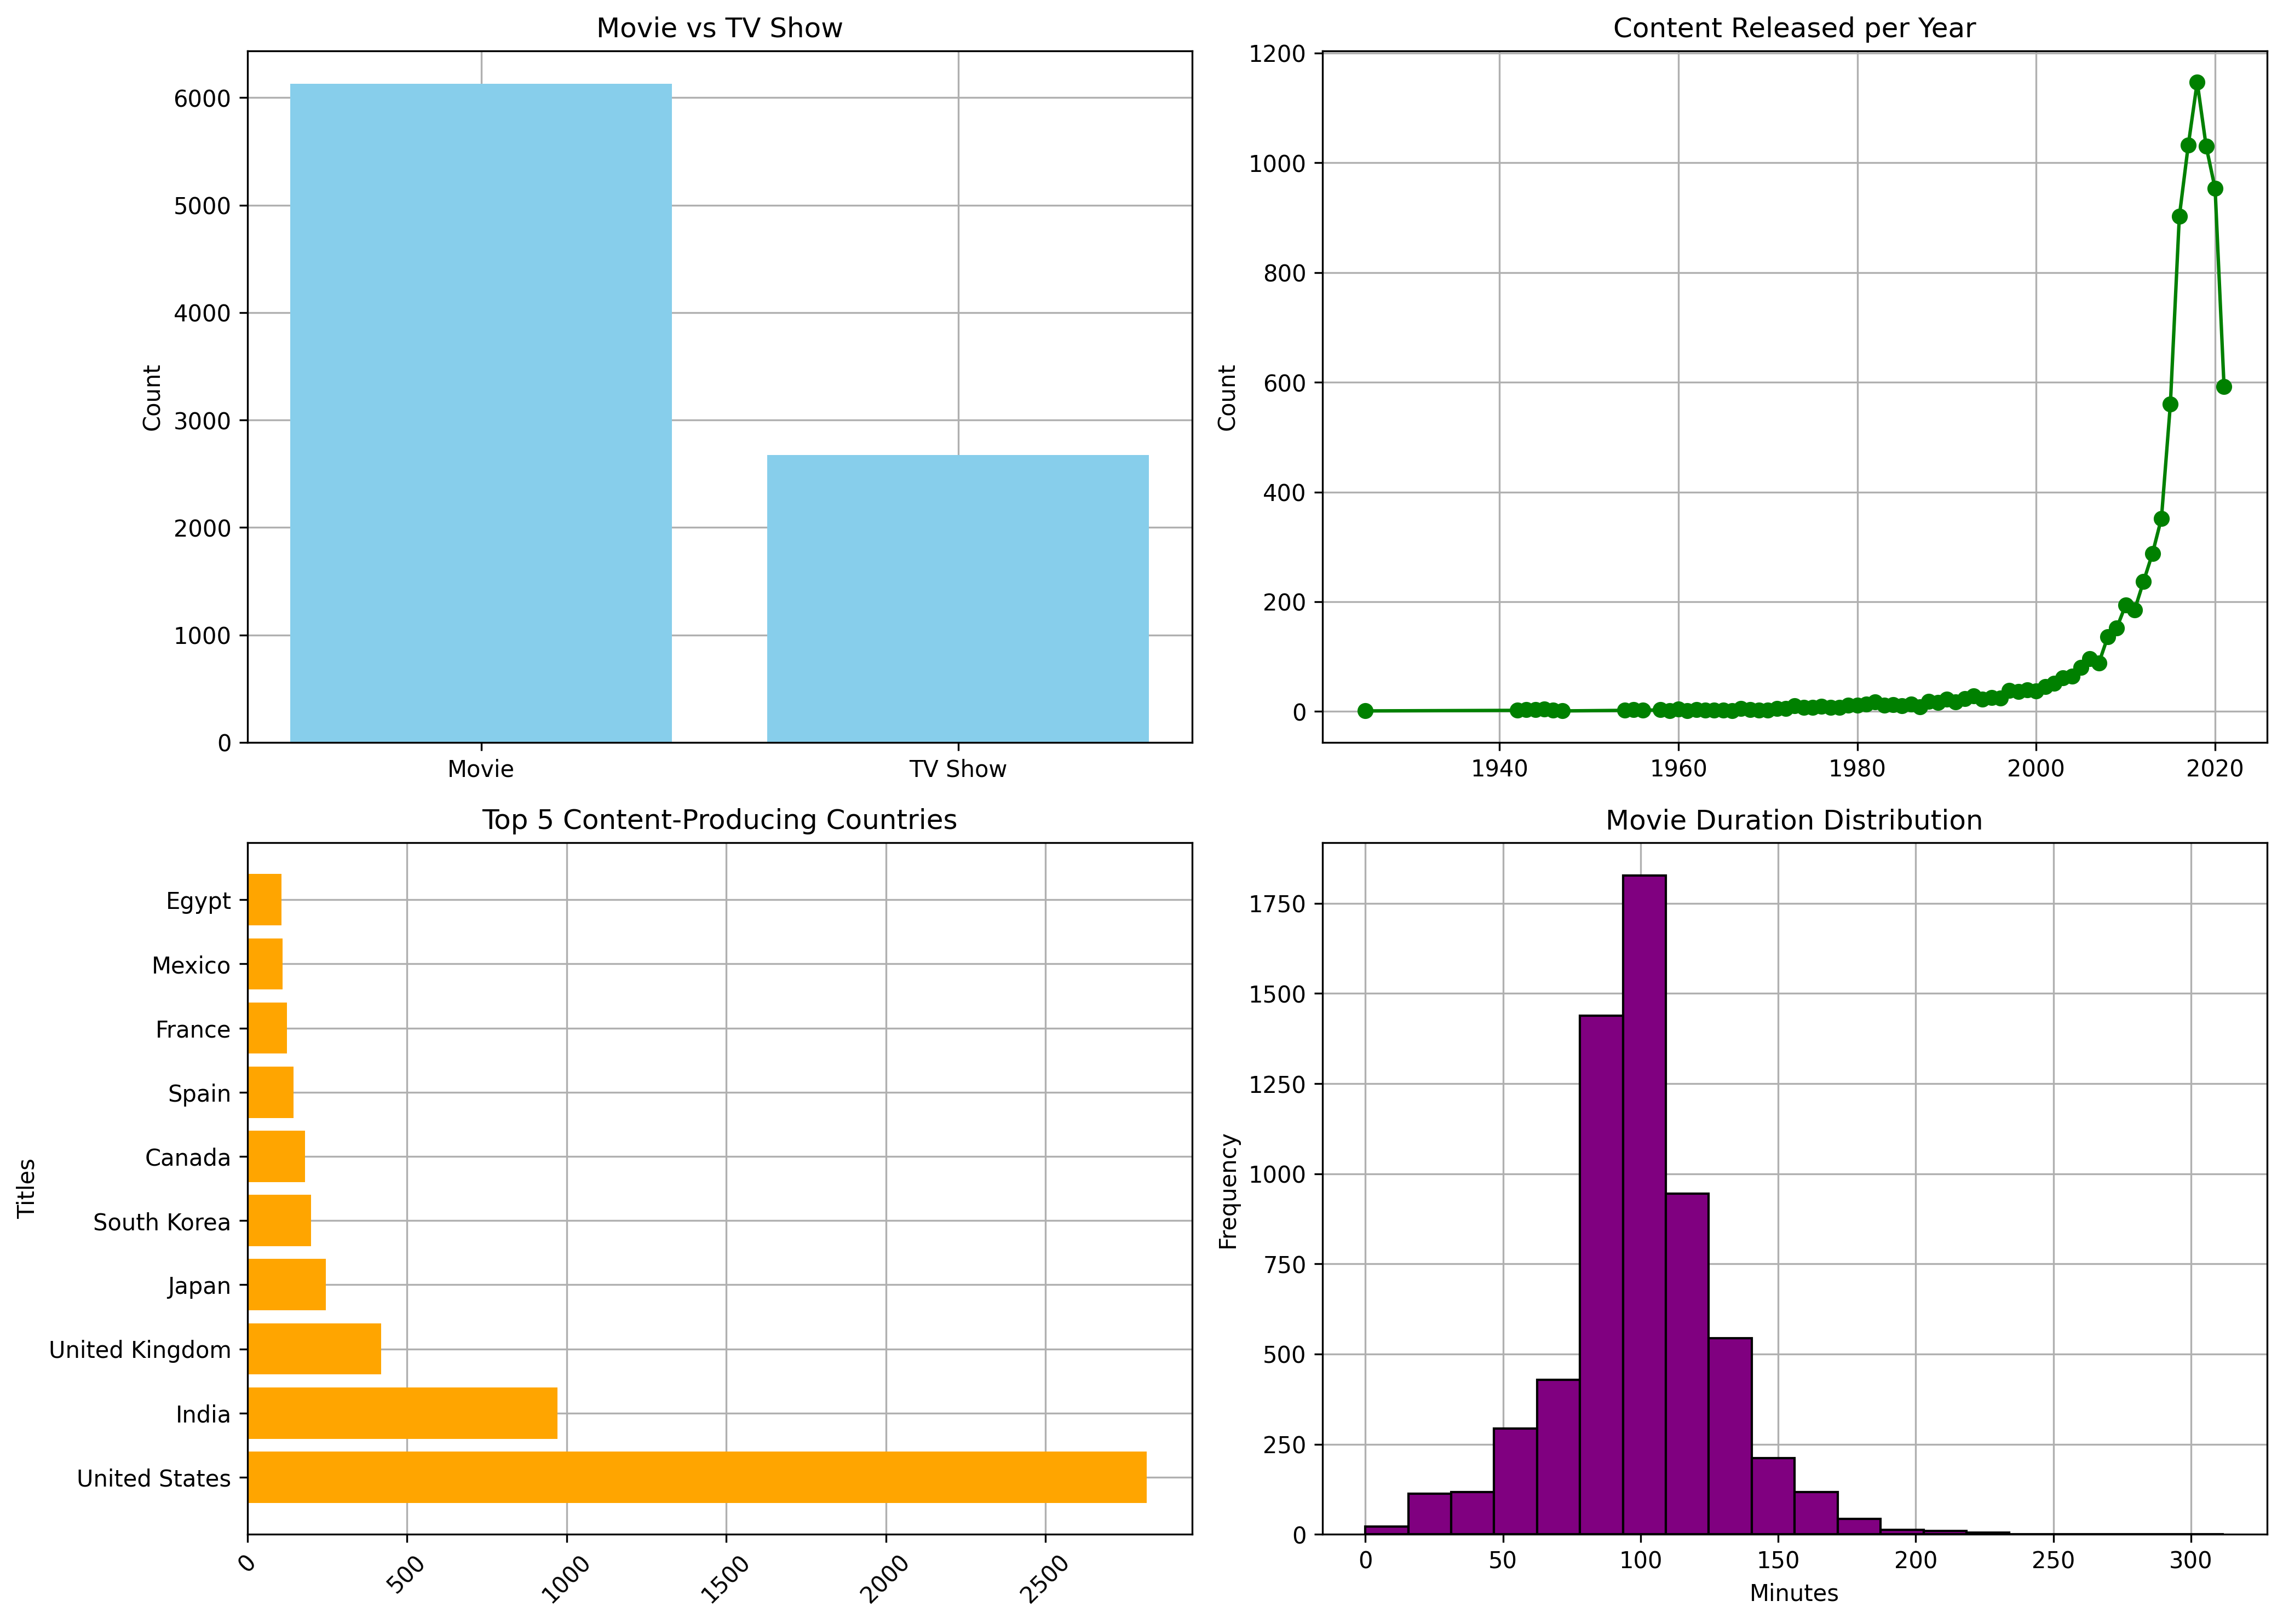 Movie vs TV Show
Count
6000
5000
4000
3000
2000
1000
0
Movie TV Show
Content Released per Year
Count
1200
1000
800
600
400
200
0
1940 1960 1980 2000 2020
Top 5 Content-Producing Countries
Titles
Egypt
Mexico
France
Spain
Canada
South Korea
Japan
United Kingdom
India
United States
0 500 1000 1500 2000 2500
Movie Duration Distribution
Frequency
1750
1500
1250
1000
750
500
250
0
0 50 100 150 200 250 300
Minutes